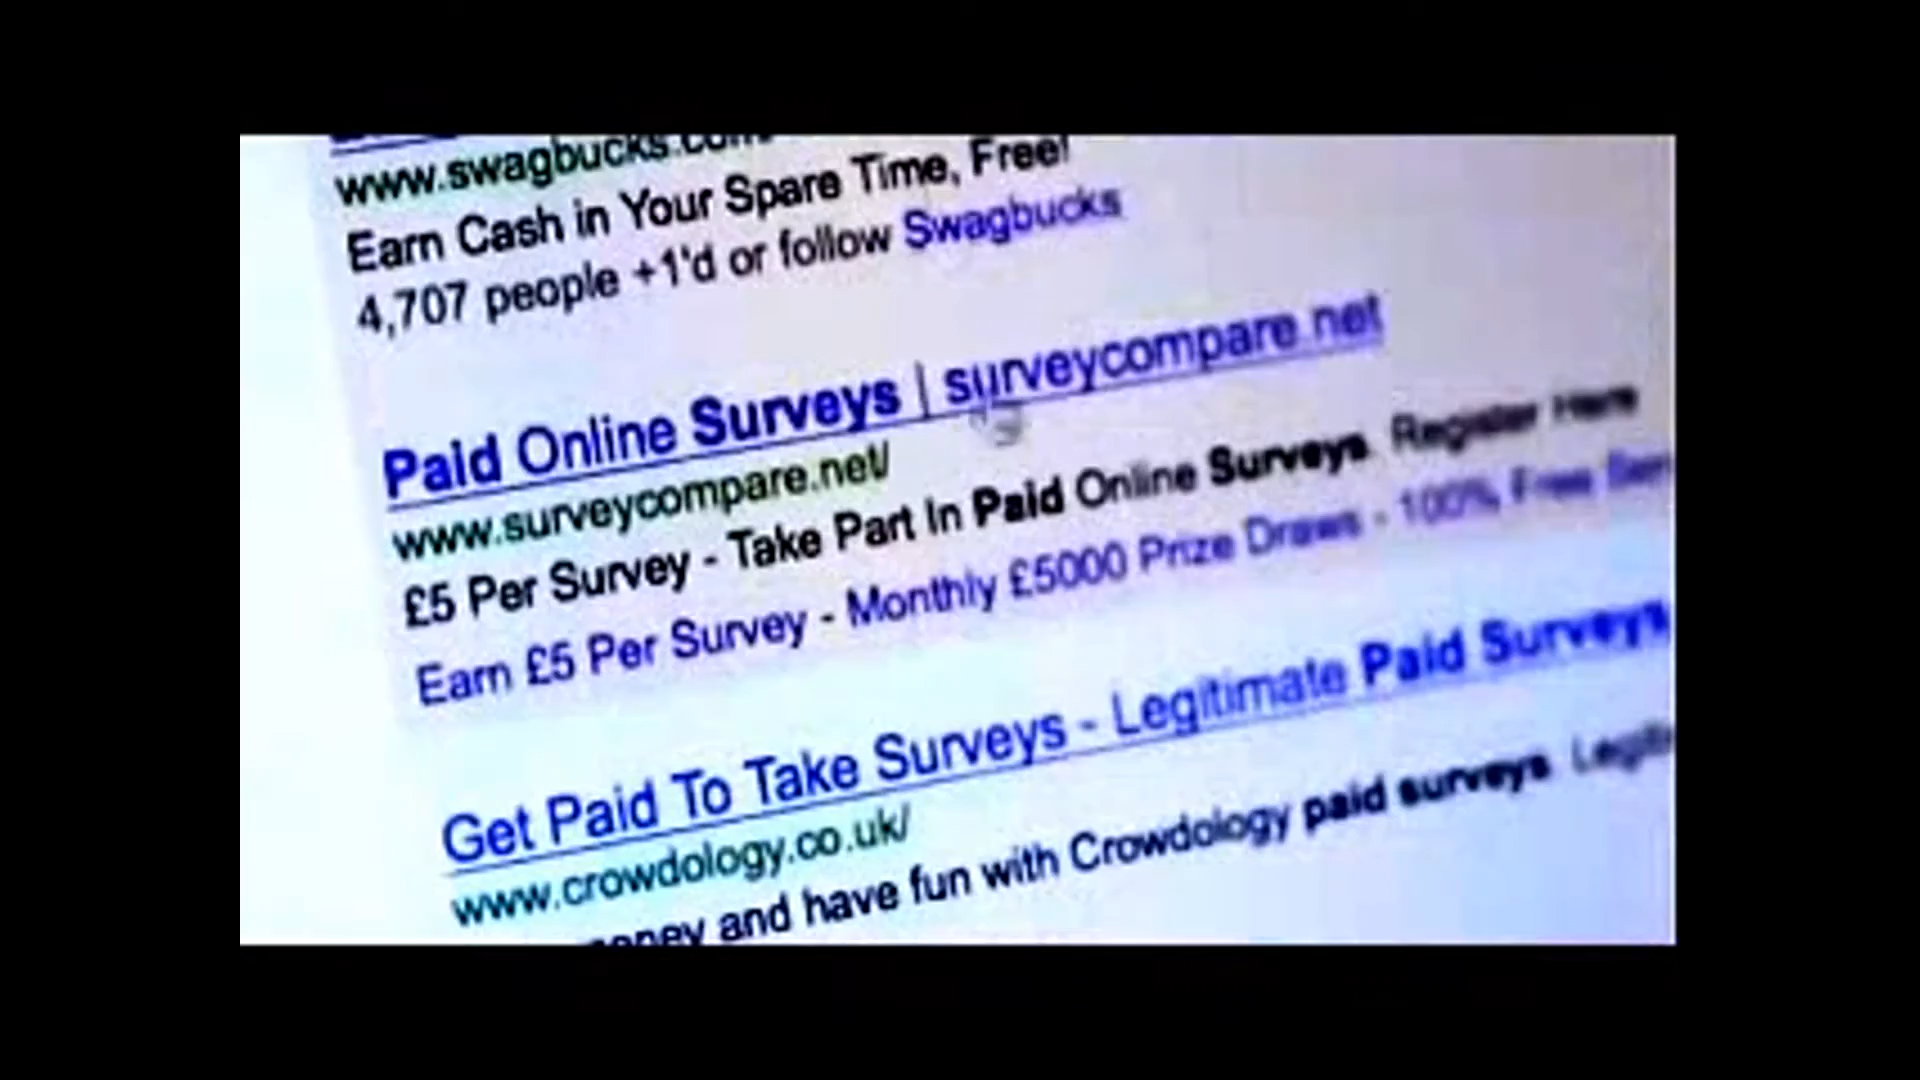 www.swagbucks.com
Earn Cash in Your Spare Time, Free!
4,707 people +1'd or follow Swagbucks
Paid Online Surveys | surveycompare.net
www.surveycompare.net/
£5 Per Survey - Take Part In Paid Online Surveys. Register Here
Earn £5 Per Survey - Monthly £5000 Prize Draws - 100% Free
Get Paid To Take Surveys - Legitimate Paid Surveys
www.crowdology.co.uk/
and have fun with Crowdology paid surveys.